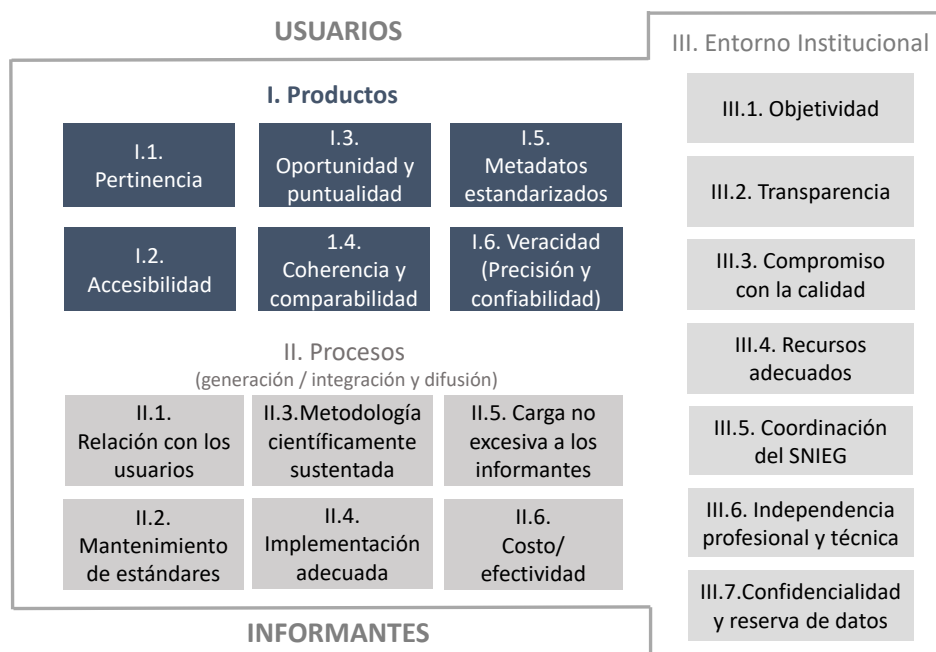 USUARIOS
I. Productos
I.1.
Pertinencia
I.3.
Oportunidad y
puntualidad
I.5.
Metadatos
estandarizados
I.2.
Accesibilidad
1.4.
Coherencia y
comparabilidad
I.6. Veracidad
(Precisión y
confiabilidad)
II. Procesos
(generación / integración y difusión)
II.1.
Relación con los
usuarios
II.3.Metodología
científicamente
sustentada
II.5. Carga no
excesiva a los
informantes
II.2.
Mantenimiento
de estándares
II.4.
Implementación
adecuada
II.6.
Costo/
efectividad
INFORMANTES
III. Entorno Institucional
III.1. Objetividad
III.2. Transparencia
III.3. Compromiso
con la calidad
III.4. Recursos
adecuados
III.5. Coordinación
del SNIEG
III.6. Independencia
profesional y técnica
III.7.Confidencialidad
y reserva de datos